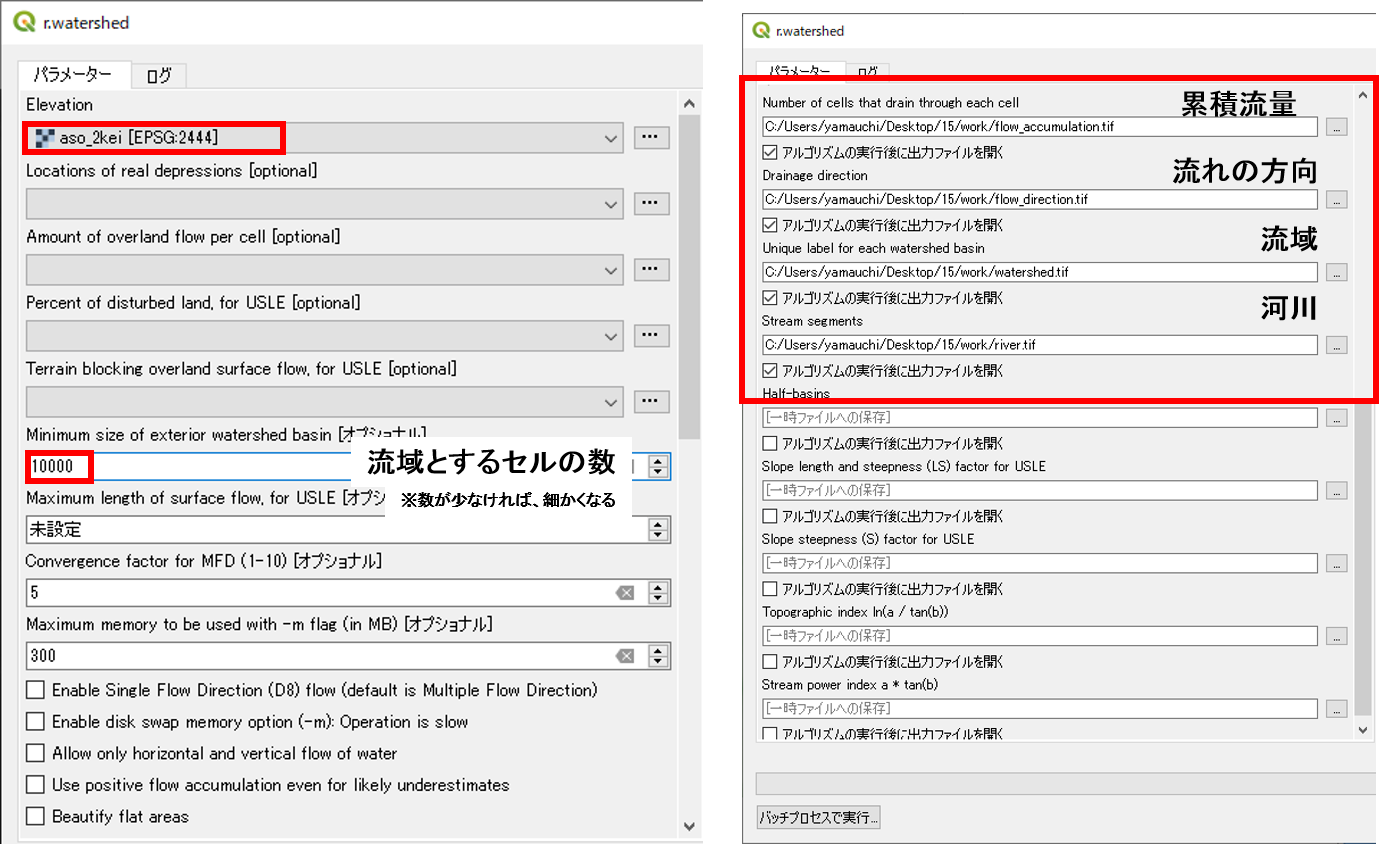 r.watershed
パラメーター
ログ
Elevation
aso_2kei [EPSG:2444]
Locations of real depressions [optional]
Amount of overland flow per cell [optional]
Percent of disturbed land, for USLE [optional]
Terrain blocking overland surface flow, for USLE [optional]
Minimum size of exterior watershed basin [オプショナル]
10000
流域とするセルの数
※数が少なければ、細かくなる
Maximum length of surface flow, for USLE [オプシ
未設定
Convergence factor for MFD (1-10) [オプショナル]
5
Maximum memory to be used with -m flag (in MB) [オプショナル]
300
Enable Single Flow Direction (D8) flow (default is Multiple Flow Direction)
Enable disk swap memory option (-m): Operation is slow
Allow only horizontal and vertical flow of water
Use positive flow accumulation even for likely underestimates
Beautify flat areas
r.watershed
パラメーター
ログ
Number of cells that drain through each cell
累積流量
C:/Users/yamauchi/Desktop/15/work/flow_accumulation.tif
アルゴリズムの実行後に出力ファイルを開く
Drainage direction
流れの方向
C:/Users/yamauchi/Desktop/15/work/flow_direction.tif
アルゴリズムの実行後に出力ファイルを開く
Unique label for each watershed basin
流域
C:/Users/yamauchi/Desktop/15/work/watershed.tif
アルゴリズムの実行後に出力ファイルを開く
Stream segments
河川
C:/Users/yamauchi/Desktop/15/work/river.tif
アルゴリズムの実行後に出力ファイルを開く
Half-basins
[一時ファイルへの保存]
アルゴリズムの実行後に出力ファイルを開く
Slope length and steepness (LS) factor for USLE
[一時ファイルへの保存]
アルゴリズムの実行後に出力ファイルを開く
Slope steepness (S) factor for USLE
[一時ファイルへの保存]
アルゴリズムの実行後に出力ファイルを開く
Topographic index ln(a / tan(b))
[一時ファイルへの保存]
アルゴリズムの実行後に出力ファイルを開く
Stream power index a * tan(b)
[一時ファイルへの保存]
アルゴリズムの実行後に出力ファイルを開く
バッチプロセスで実行...